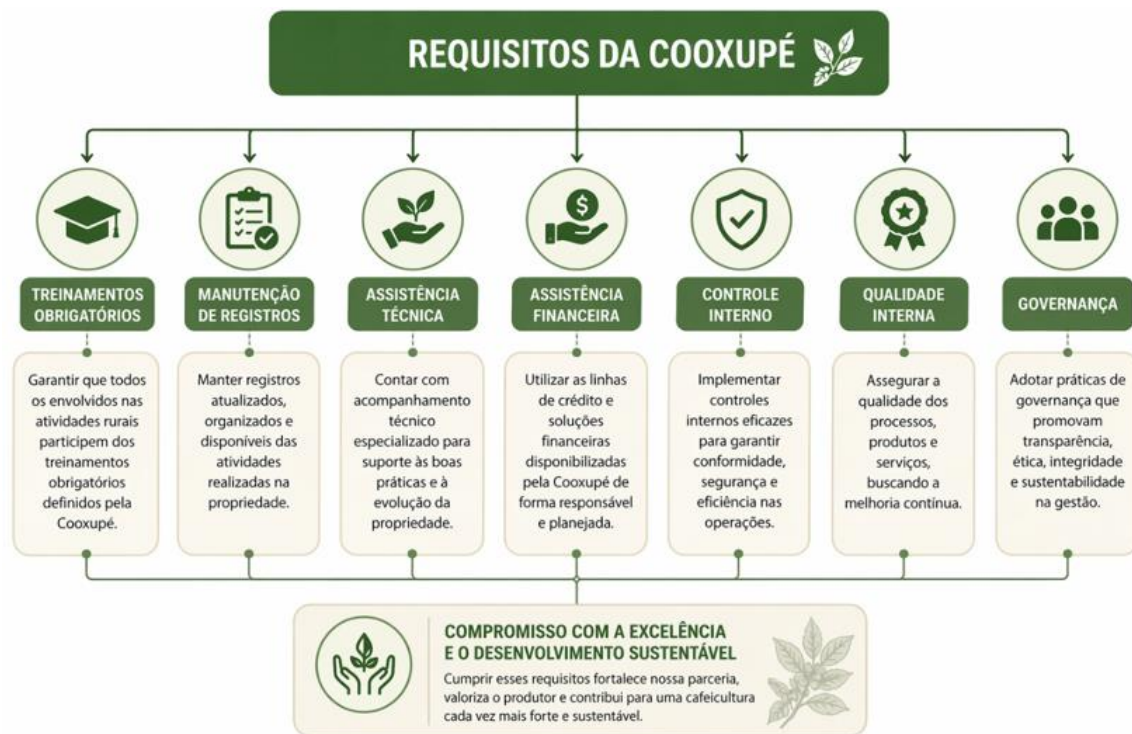 REQUISITOS DA COOXUPÉ
TREINAMENTOS
OBRIGATÓRIOS
Garantir que todos
os envolvidos nas
atividades rurais
participem dos
treinamentos
obrigatórios
definidos pela
Cooxupé.
MANUTENÇÃO
DE REGISTROS
Manter registros
atualizados,
organizados e
disponíveis das
atividades
realizadas na
propriedade.
ASSISTÊNCIA
TÉCNICA
Contar com
acompanhamento
técnico
especializado para
suporte às boas
práticas e à
evolução da
propriedade.
ASSISTÊNCIA
FINANCEIRA
$
Utilizar as linhas
de crédito e
soluções
financeiras
disponibilizadas
pela Cooxupé de
forma responsável
e planejada.
CONTROLE
INTERNO
Implementar
controles
internos eficazes
para garantir
conformidade,
segurança e
eficiência nas
operações.
QUALIDADE
INTERNA
Assegurar a
qualidade dos
processos,
produtos e
serviços,
buscando a
melhoria contínua.
GOVERNANÇA
Adotar práticas de
governança que
promovam
transparência,
ética, integridade
e sustentabilidade
na gestão.
COMPROMISSO COM A EXCELÊNCIA
E O DESENVOLVIMENTO SUSTENTÁVEL
Cumprir esses requisitos fortalece nossa parceria,
valoriza o produtor e contribui para uma cafeicultura
cada vez mais forte e sustentável.